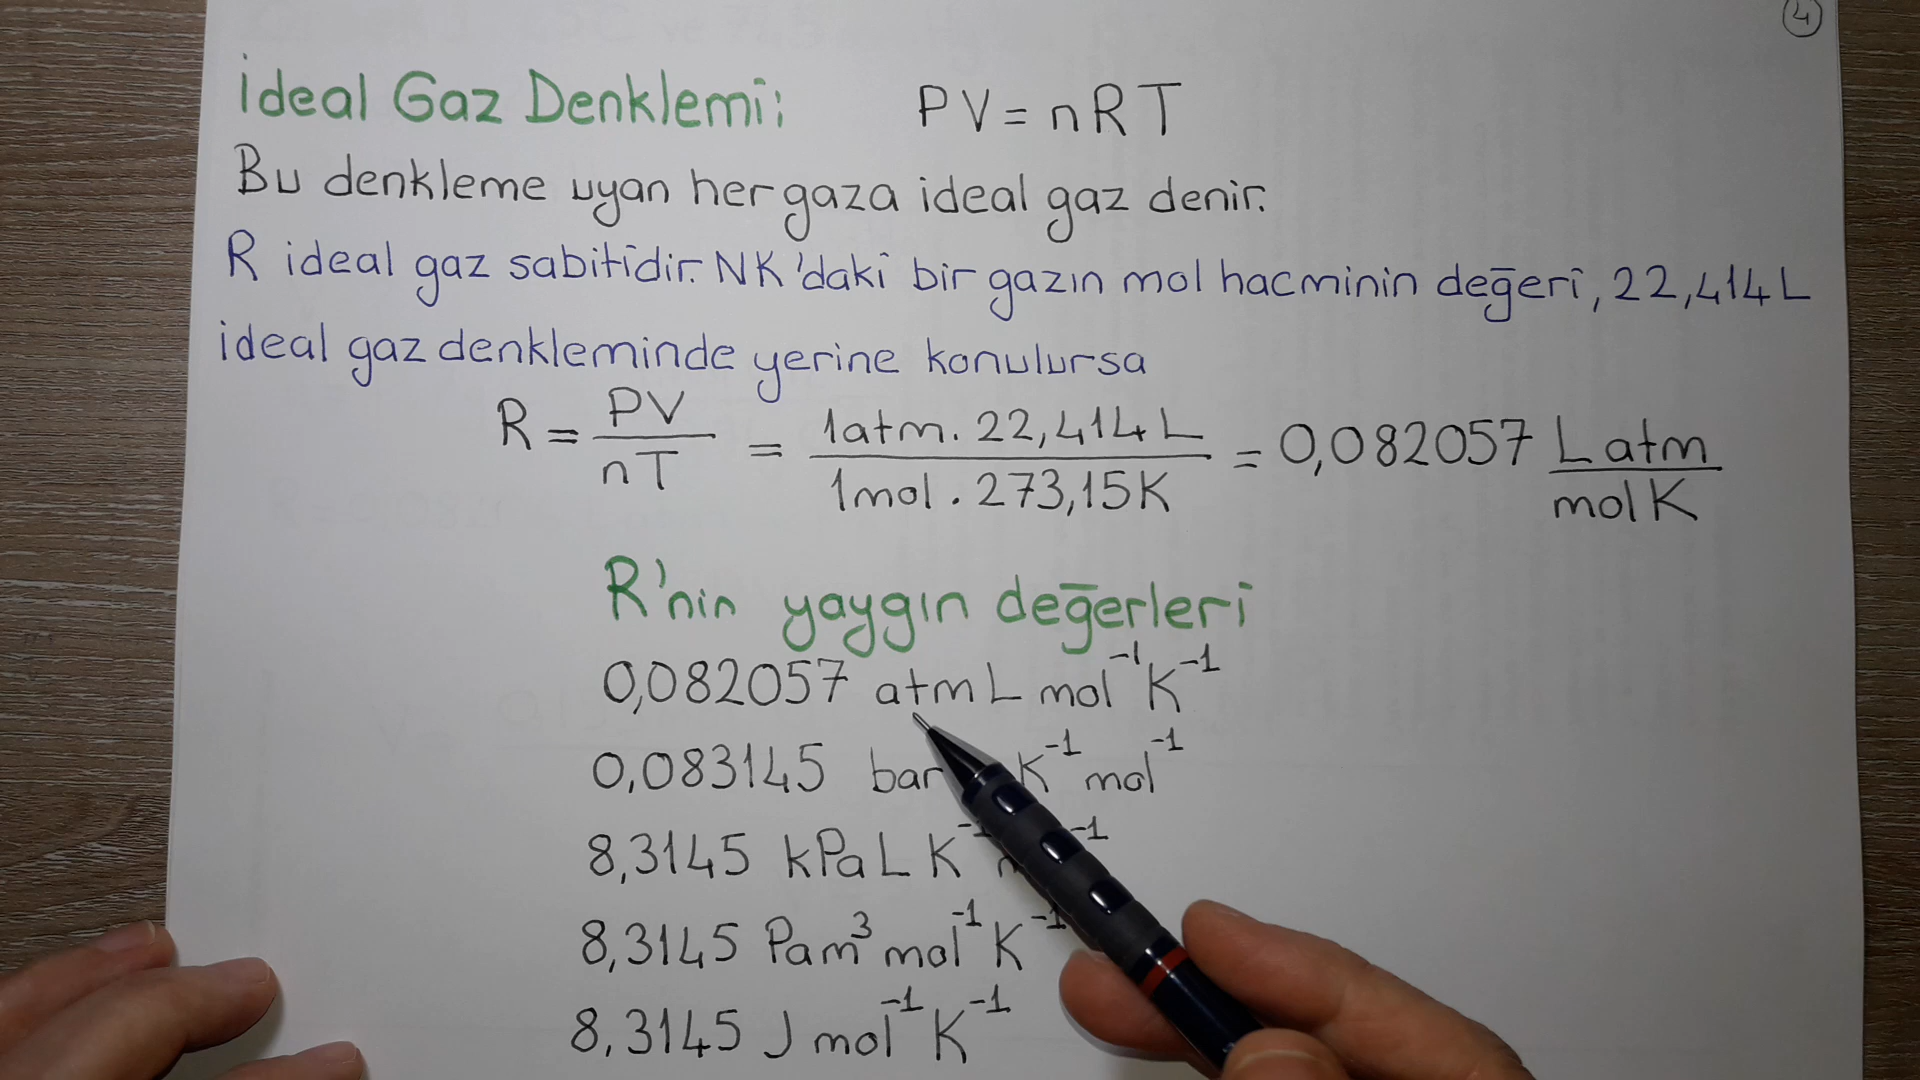 4
İdeal Gaz Denklemi: PV = nRT
Bu denkleme uyan her gaza ideal gaz denir.
R ideal gaz sabitidir. NK'daki bir gazın mol hacminin değeri, 22,414 L
ideal gaz denkleminde yerine konulursa
R = PV/nT = 1atm. 22,414L/1mol . 273,15K = 0,082057 L atm/mol K
R'nin yaygın değerleri
0,082057 atm L mol⁻¹ K⁻¹
0,083145 bar K⁻¹ mol⁻¹
8,3145 kPa L K⁻¹ ⁻¹
8,3145 Pa m³ mol⁻¹ K⁻¹
8,3145 J mol⁻¹ K⁻¹